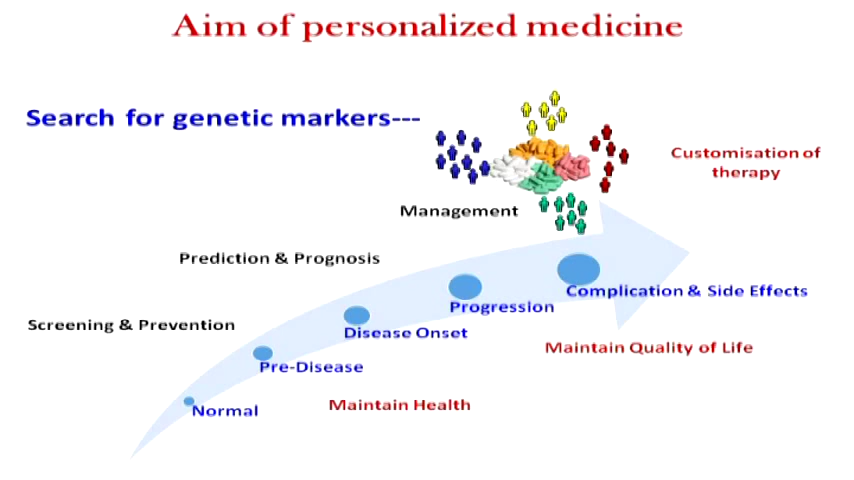 Aim of personalized medicine
Search for genetic markers---
Customisation of
therapy
Management
Prediction & Prognosis
Complication & Side Effects
Progression
Screening & Prevention
Disease Onset
Maintain Quality of Life
Pre-Disease
Maintain Health
Normal